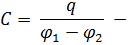 C = q / (φ₁ − φ₂) −